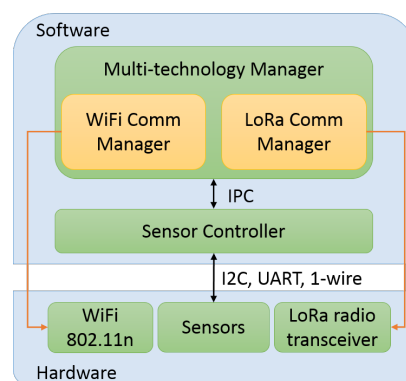 Software
Multi-technology Manager
WiFi Comm
Manager
LoRa Comm
Manager
IPC
Sensor Controller
I2C, UART, 1-wire
WiFi
802.11n
Sensors
LoRa radio
transceiver
Hardware